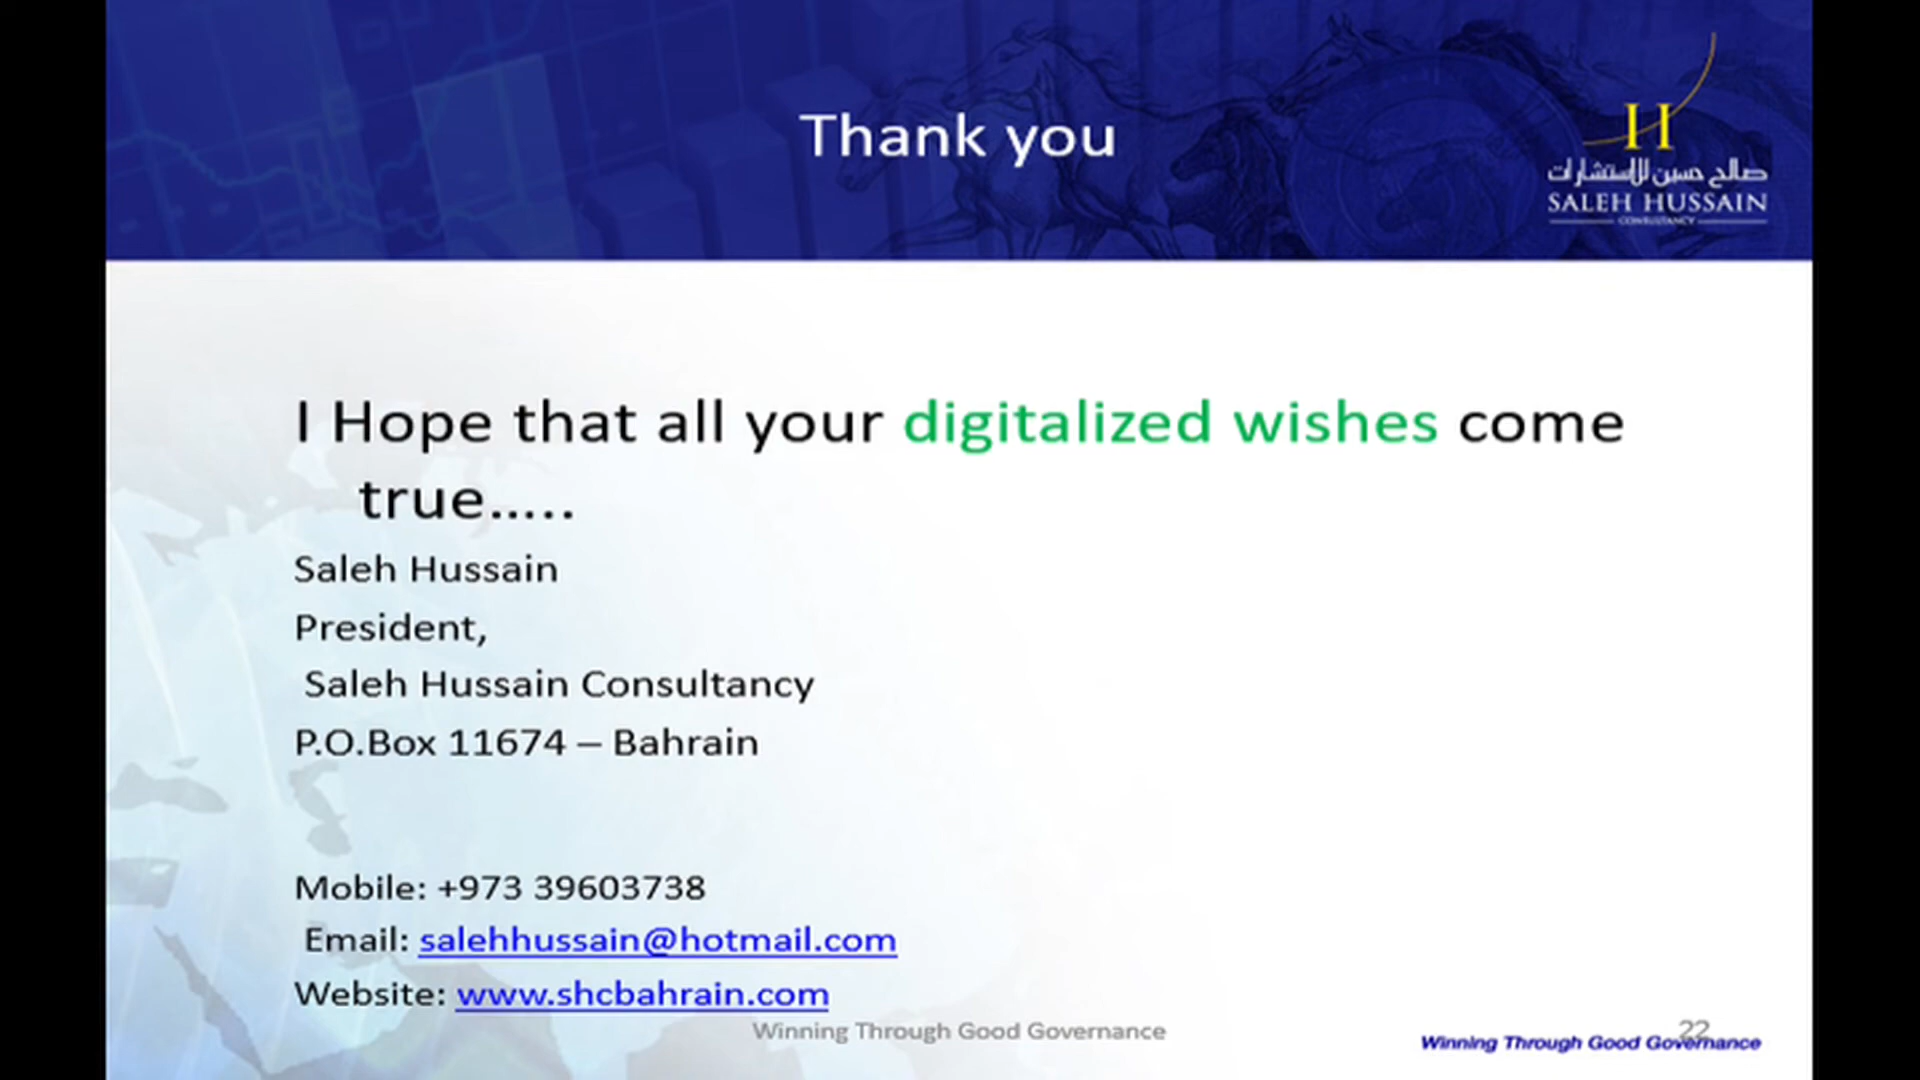 Thank you
صالح حسين للإستشارات
SALEH HUSSAIN
CONSULTANCY
I Hope that all your digitalized wishes come
true.....
Saleh Hussain
President,
Saleh Hussain Consultancy
P.O.Box 11674 – Bahrain
Mobile: +973 39603738
Email: salehhussain@hotmail.com
Website: www.shcbahrain.com
Winning Through Good Governance
22
Winning Through Good Governance